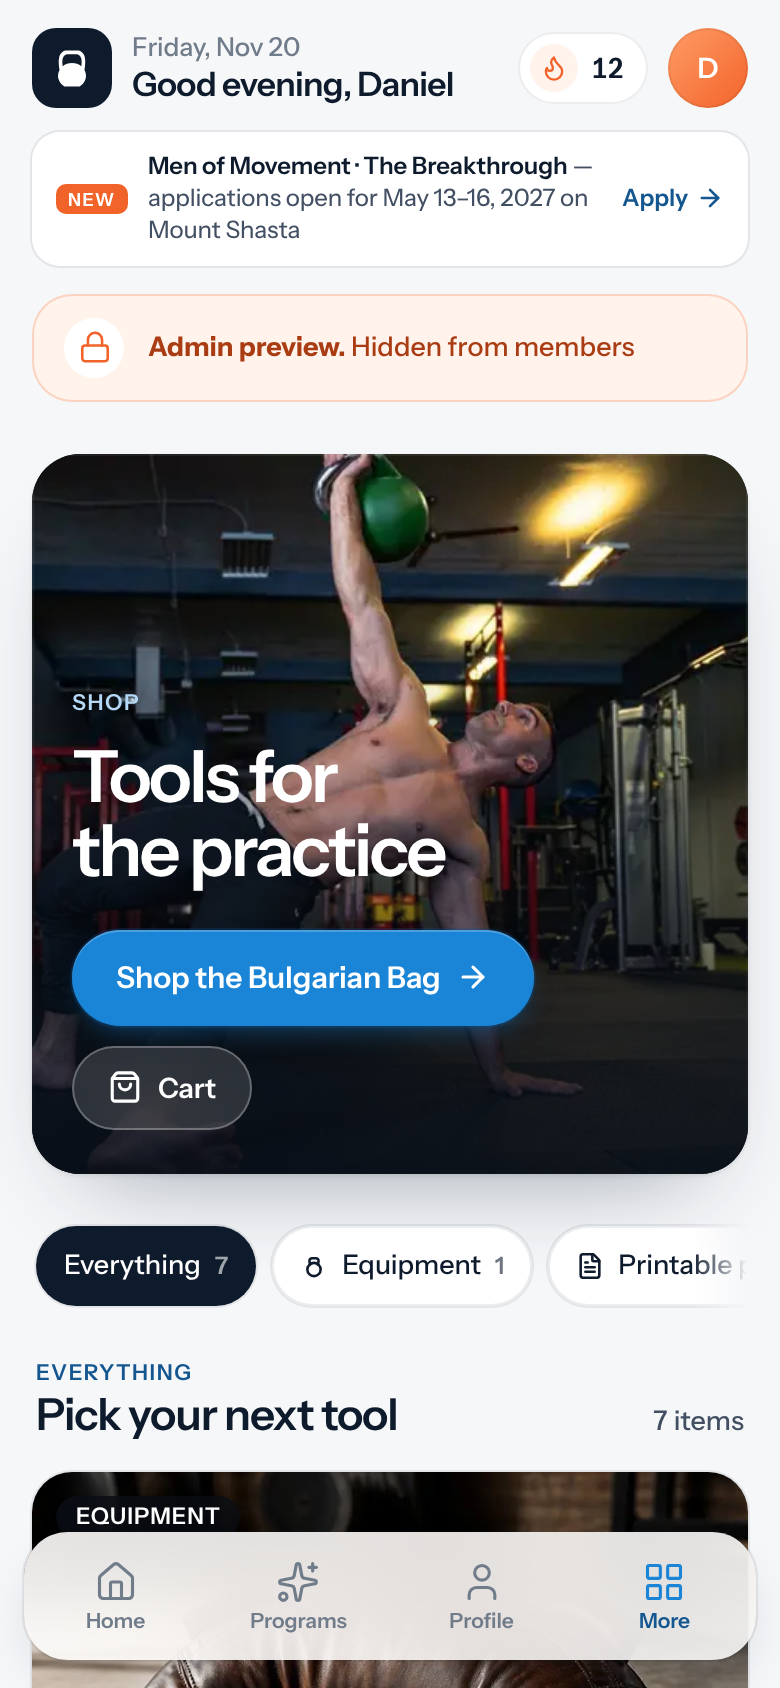 Friday, Nov 20
Good evening, Daniel
12
D
NEW
Men of Movement · The Breakthrough —
applications open for May 13–16, 2027 on
Mount Shasta
Apply
Admin preview. Hidden from members
SHOP
Tools for
the practice
Shop the Bulgarian Bag
Cart
Everything 7
Equipment 1
Printable
EVERYTHING
Pick your next tool
7 items
EQUIPMENT
Home
Programs
Profile
More